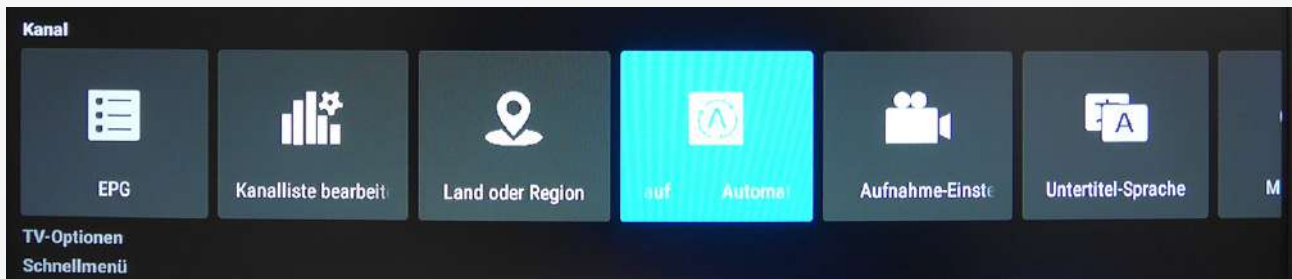 Kanal
EPG
Kanalliste bearbeit
Land oder Region
auf Automat
Aufnahme-Einste
Untertitel-Sprache
M
TV-Optionen
Schnellmenü